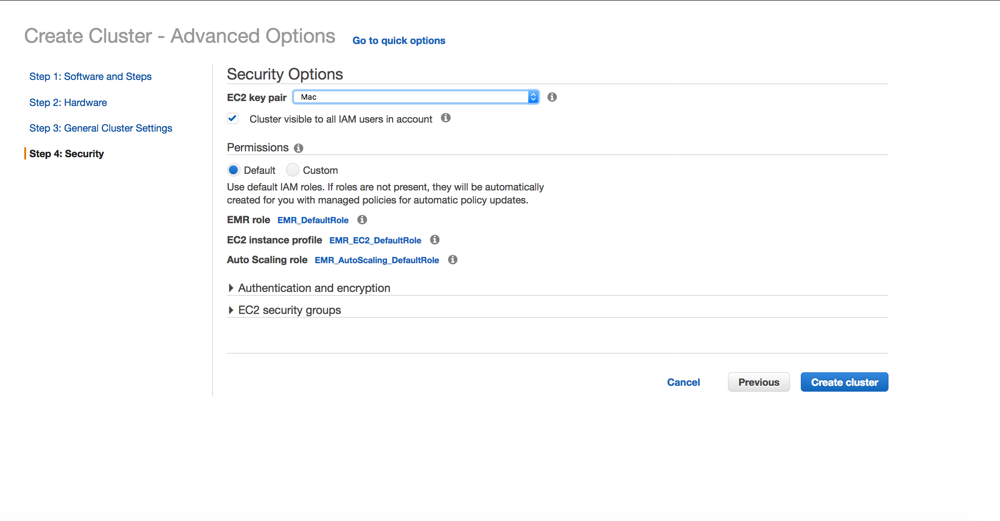 Create Cluster - Advanced Options
Go to quick options
Step 1: Software and Steps
Step 2: Hardware
Step 3: General Cluster Settings
Step 4: Security
Security Options
EC2 key pair
Mac
Cluster visible to all IAM users in account
Permissions
Default
Custom
Use default IAM roles. If roles are not present, they will be automatically
created for you with managed policies for automatic policy updates.
EMR role EMR_DefaultRole
EC2 instance profile EMR_EC2_DefaultRole
Auto Scaling role EMR_AutoScaling_DefaultRole
Authentication and encryption
EC2 security groups
Cancel
Previous
Create cluster